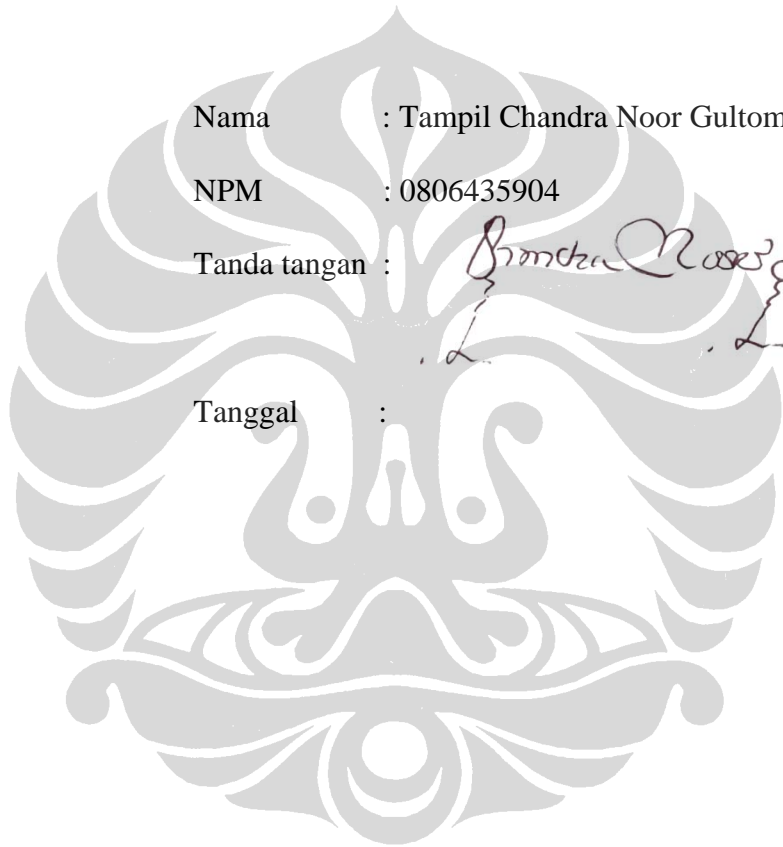 Nama : Tampil Chandra Noor Gultom
NPM : 0806435904
Tanda tangan :
Tanggal :